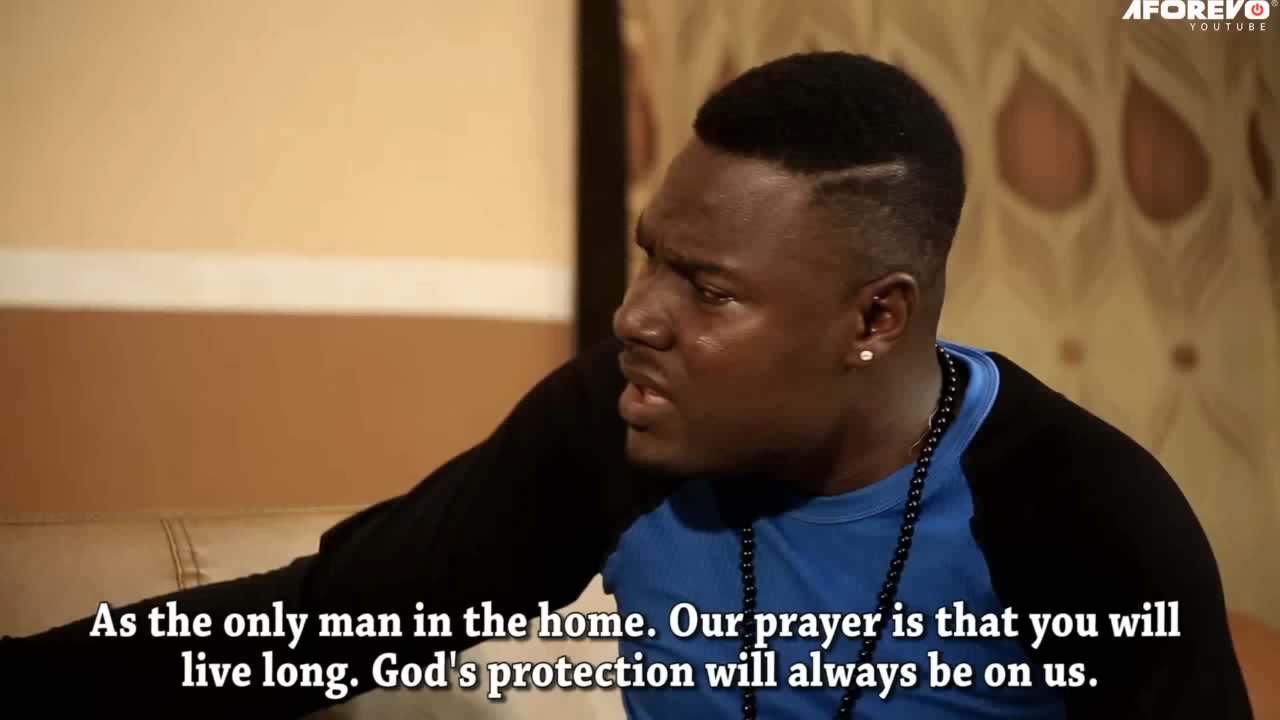 AFOREVO
YOUTUBE
As the only man in the home. Our prayer is that you will
live long. God's protection will always be on us.